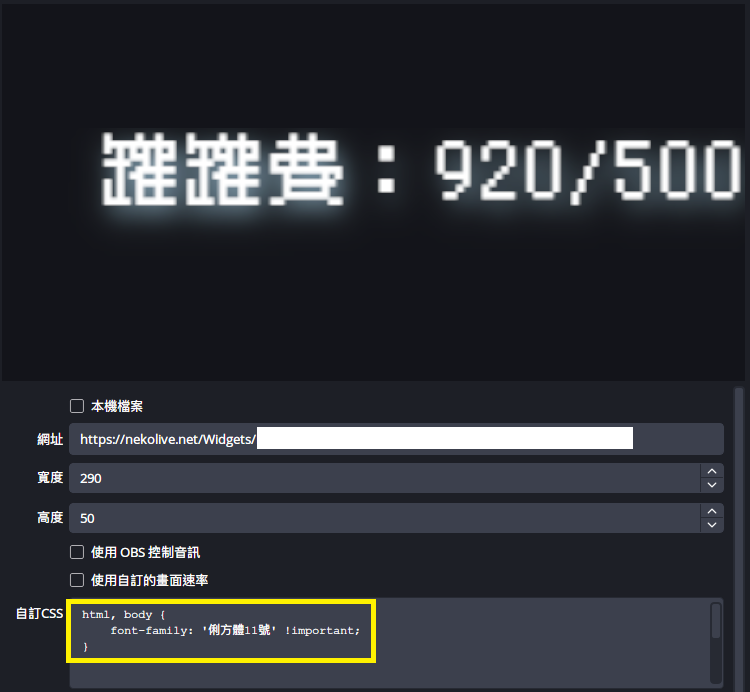 躍躍費：920/500
本機檔案
網址 https://nekolive.net/Widgets/
寬度 290
高度 50
使用 OBS 控制音訊
使用自訂的畫面速率
自訂CSS
html, body {
    font-family: '俐方體11號' !important;
}